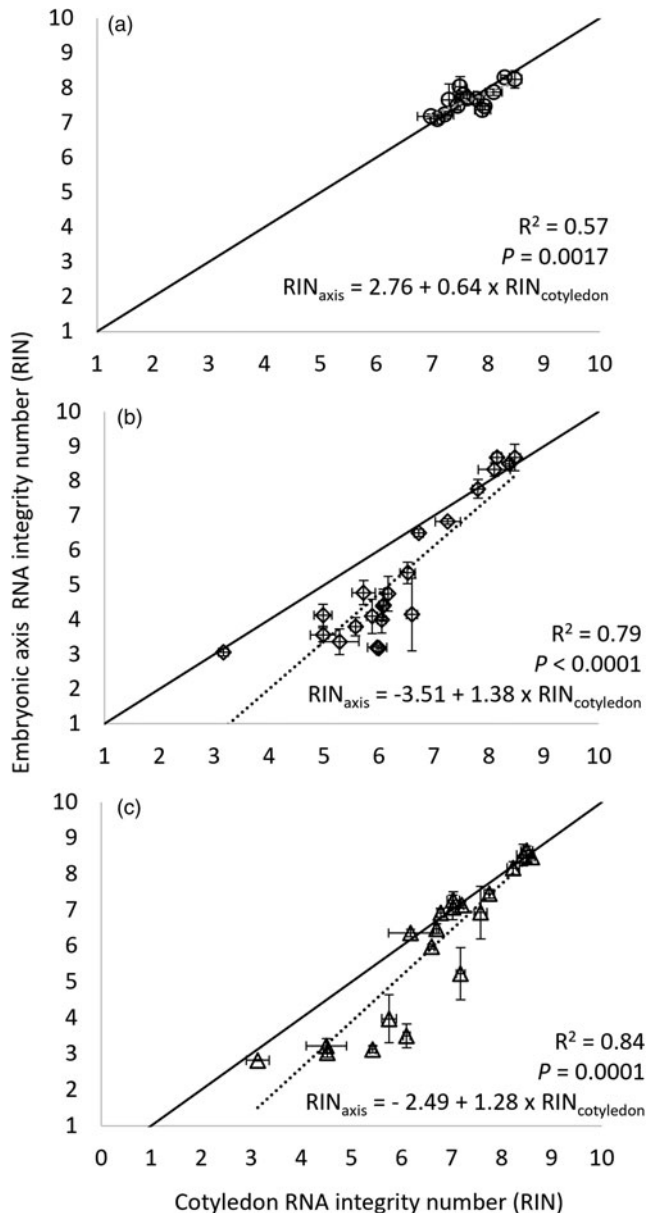 Embryonic axis RNA integrity number (RIN)
(a)
10
9
8
7
6
5
4
3
2
1
R² = 0.57
P = 0.0017
RINaxis = 2.76 + 0.64 x RINcotyledon
1 2 3 4 5 6 7 8 9 10
(b)
10
9
8
7
6
5
4
3
2
1
R² = 0.79
P < 0.0001
RINaxis = -3.51 + 1.38 x RINcotyledon
1 2 3 4 5 6 7 8 9 10
(c)
10
9
8
7
6
5
4
3
2
1
R² = 0.84
P = 0.0001
RINaxis = - 2.49 + 1.28 x RINcotyledon
0 1 2 3 4 5 6 7 8 9 10
Cotyledon RNA integrity number (RIN)